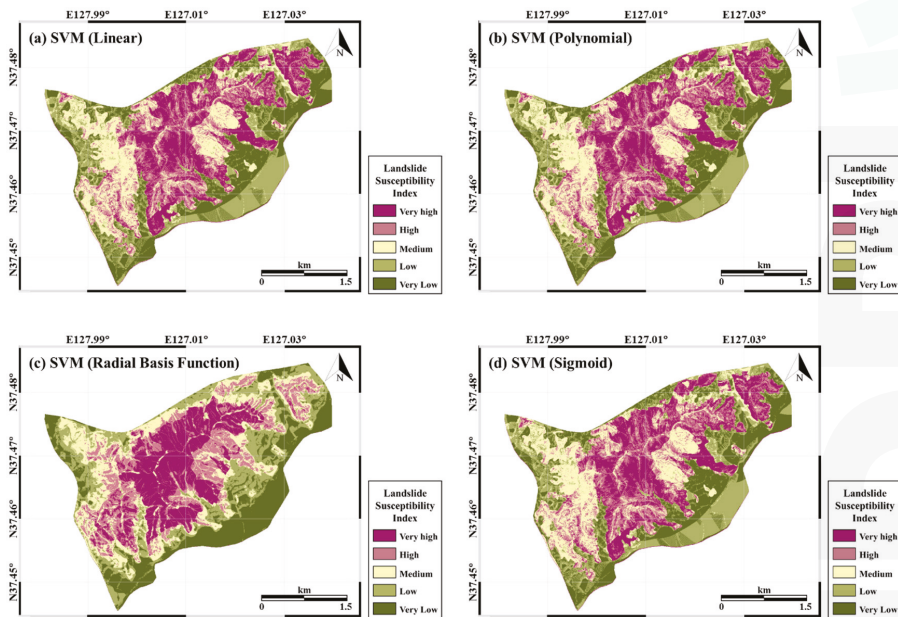 E127.99° E127.01° E127.03°
(a) SVM (Linear)
N
N37.48°
N37.47°
N37.46°
N37.45°
Landslide
Susceptibility
Index
Very high
High
Medium
Low
Very Low
km
0 1.5
E127.99° E127.01° E127.03°
(b) SVM (Polynomial)
N
N37.48°
N37.47°
N37.46°
N37.45°
Landslide
Susceptibility
Index
Very high
High
Medium
Low
Very Low
km
0 1.5
E127.99° E127.01° E127.03°
(c) SVM (Radial Basis Function)
N
N37.48°
N37.47°
N37.46°
N37.45°
Landslide
Susceptibility
Index
Very high
High
Medium
Low
Very Low
km
0 1.5
E127.99° E127.01° E127.03°
(d) SVM (Sigmoid)
N
N37.48°
N37.47°
N37.46°
N37.45°
Landslide
Susceptibility
Index
Very high
High
Medium
Low
Very Low
km
0 1.5